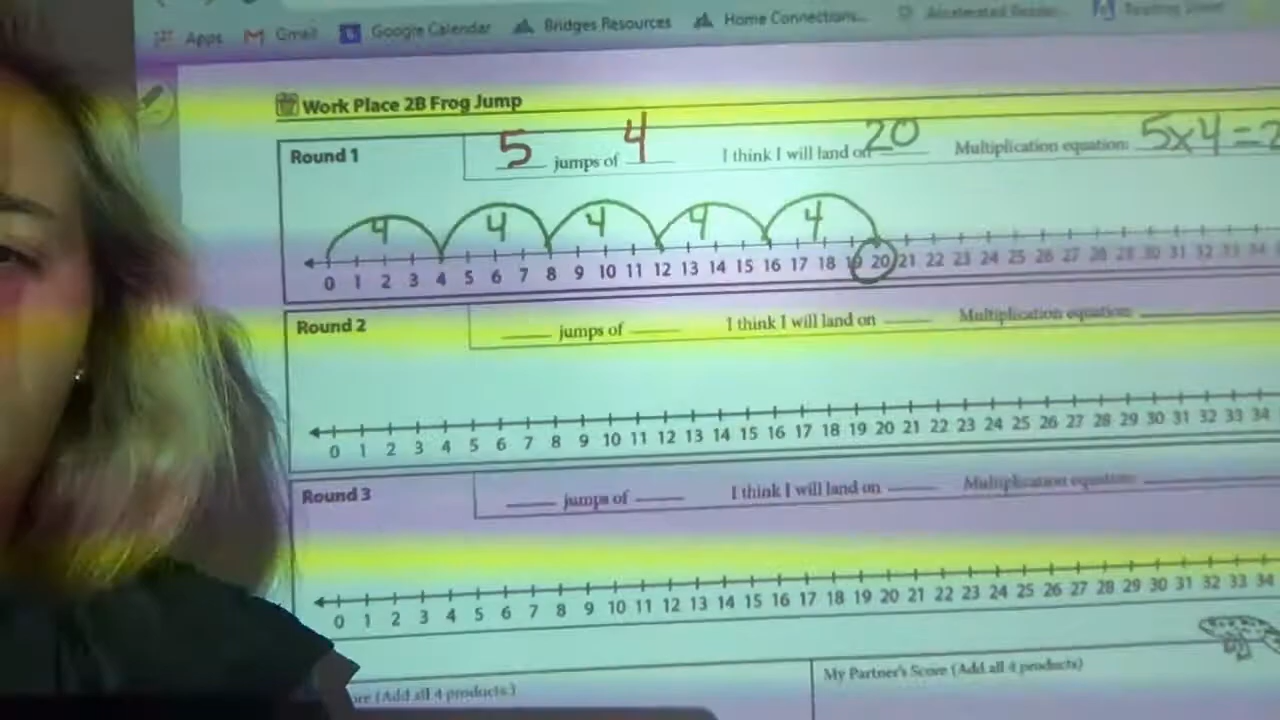 Apps Gmail Google Calendar Bridges Resources Home Connections...
Work Place 2B Frog Jump
Round 1 5 jumps of 4 I think I will land on 20 Multiplication equation: 5x4=2
4 4 4 4 4
0 1 2 3 4 5 6 7 8 9 10 11 12 13 14 15 16 17 18 19 20 21 22 23 24 25 26 27 28 29 30 31 32 33 34
Round 2 jumps of I think I will land on Multiplication equation:
0 1 2 3 4 5 6 7 8 9 10 11 12 13 14 15 16 17 18 19 20 21 22 23 24 25 26 27 28 29 30 31 32 33 34
Round 3 jumps of I think I will land on Multiplication equation:
0 1 2 3 4 5 6 7 8 9 10 11 12 13 14 15 16 17 18 19 20 21 22 23 24 25 26 27 28 29 30 31 32 33 34
(Add all 4 products) My Partner's Score (Add all 4 products)